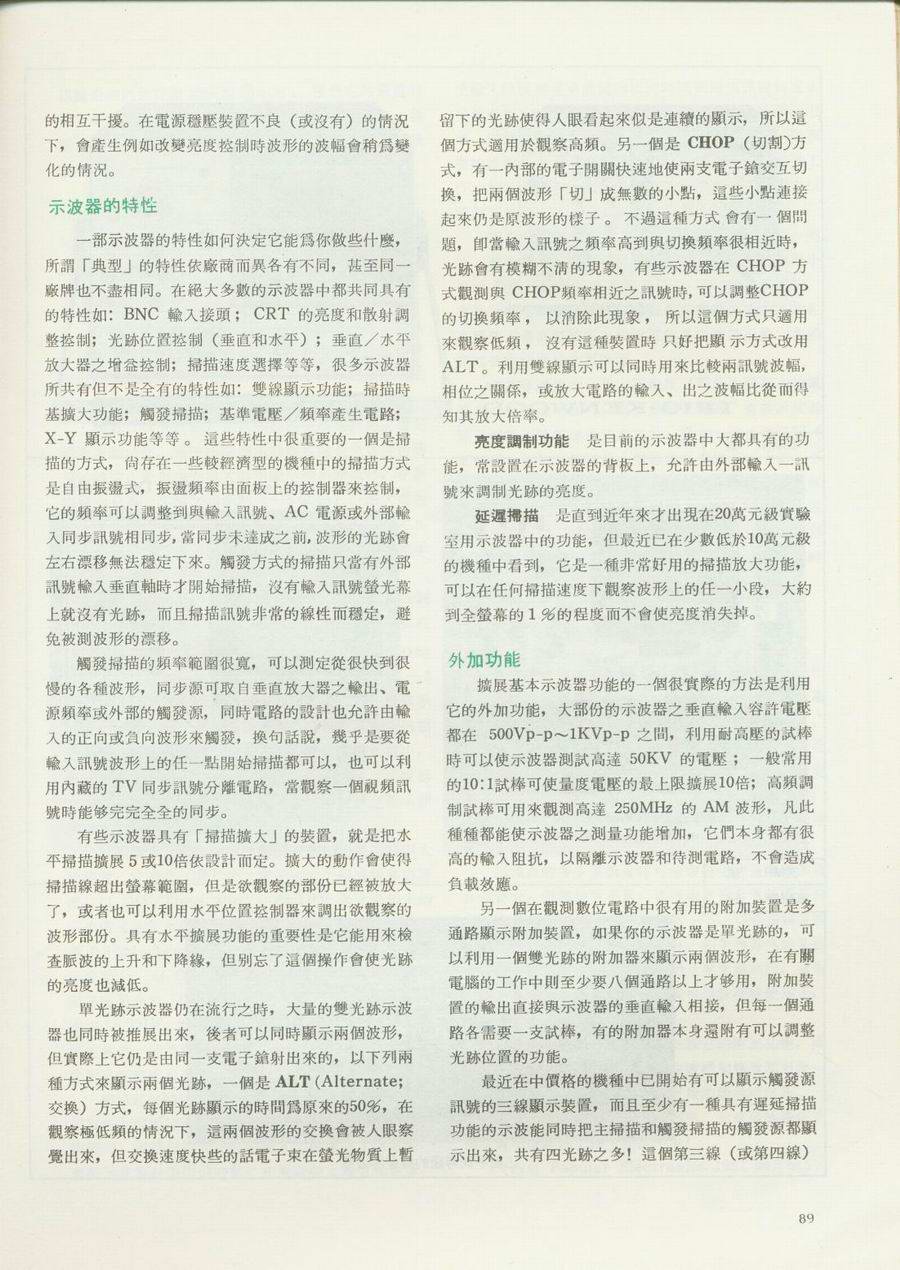 的相互干擾。在電源穩壓裝置不良（或沒有）的情況
下，會產生例如改變亮度控制時波形的波幅會稍爲變
化的情況。
示波器的特性
一部示波器的特性如何決定它能爲你做些什麼，
所謂「典型」的特性依廠商而異各有不同，甚至同一
廠牌也不盡相同。在絕大多數的示波器中都共同具有
的特性如：BNC 輸入接頭；CRT 的亮度和散射調
整控制；光跡位置控制（垂直和水平）；垂直／水平
放大器之增益控制；掃描速度選擇等等，很多示波器
所共有但不是全有的特性如：雙線顯示功能；掃描時
基擴大功能；觸發掃描；基準電壓／頻率產生電路；
X-Y 顯示功能等等。這些特性中很重要的一個是掃
描的方式，尙存在一些較經濟型的機種中的掃描方式
是自由振盪式，振盪頻率由面板上的控制器來控制，
它的頻率可以調整到與輸入訊號、AC 電源或外部輸
入同步訊號相同步，當同步未達成之前，波形的光跡會
左右漂移無法穩定下來。觸發方式的掃描只當有外部
訊號輸入垂直軸時才開始掃描，沒有輸入訊號螢光幕
上就沒有光跡，而且掃描訊號非常的線性而穩定，避
免被測波形的漂移。
觸發掃描的頻率範圍很寬，可以測定從很快到很
慢的各種波形，同步源可取自垂直放大器之輸出、電
源頻率或外部的觸發源，同時電路的設計也允許由輸
入的正向或負向波形來觸發，換句話說，幾乎是要從
輸入訊號波形上的任一點開始掃描都可以，也可以利
用內藏的 TV 同步訊號分離電路，當觀察一個視頻訊
號時能够完完全全的同步。
有些示波器具有「掃描擴大」的裝置，就是把水
平掃描擴展 5 或10倍依設計而定。擴大的動作會使得
掃描線超出螢幕範圍，但是欲觀察的部份已經被放大
了，或者也可以利用水平位置控制器來調出欲觀察的
波形部份。具有水平擴展功能的重要性是它能用來檢
查脈波的上升和下降緣，但別忘了這個操作會使光跡
的亮度也減低。
單光跡示波器仍在流行之時，大量的雙光跡示波
器也同時被推展出來，後者可以同時顯示兩個波形，
但實際上它仍是由同一支電子鎗射出來的，以下列兩
種方式來顯示兩個光跡，一個是 ALT (Alternate；
交換）方式，每個光跡顯示的時間爲原來的50%，在
觀察極低頻的情況下，這兩個波形的交換會被人眼察
覺出來，但交換速度快些的話電子束在螢光物質上暫
留下的光跡使得人眼看起來似是連續的顯示，所以這
個方式適用於觀察高頻。另一個是 CHOP（切割)方
式，有一內部的電子開關快速地使兩支電子鎗交互切
換，把兩個波形「切」成無數的小點，這些小點連接
起來仍是原波形的樣子。不過這種方式會有一個問
題，卽當輸入訊號之頻率高到與切換頻率很相近時，
光跡會有模糊不清的現象，有些示波器在 CHOP 方
式觀測與 CHOP頻率相近之訊號時，可以調整CHOP
的切換頻率，以消除此現象，所以這個方式只適用
來觀察低頻，沒有這種裝置時 只好把顯 示方式改用
ALT。利用雙線顯示可以同時用來比較兩訊號波幅，
相位之關係，或放大電路的輸入、出之波幅比從而得
知其放大倍率。
亮度調制功能　是目前的示波器中大都具有的功
能，常設置在示波器的背板上，允許由外部輸入一訊
號來調制光跡的亮度。
延遲掃描　是直到近年來才出現在20萬元級實驗
室用示波器中的功能，但最近已在少數低於10萬元級
的機種中看到，它是一種非常好用的掃描放大功能，
可以在任何掃描速度下觀察波形上的任一小段，大約
到全螢幕的 1 %的程度而不會使亮度消失掉。
外加功能
擴展基本示波器功能的一個很實際的方法是利用
它的外加功能，大部份的示波器之垂直輸入容許電壓
都在 500Vp-p～1KVp-p 之間，利用耐高壓的試棒
時可以使示波器測試高達 50KV 的電壓；一般常用
的10：1試棒可使量度電壓的最上限擴展10倍；高頻調
制試棒可用來觀測高達 250MHz 的 AM 波形，凡此
種種都能使示波器之測量功能增加，它們本身都有很
高的輸入阻抗，以隔離示波器和待測電路，不會造成
負載效應。
另一個在觀測數位電路中很有用的附加裝置是多
通路顯示附加裝置，如果你的示波器是單光跡的，可
以利用一個雙光跡的附加器來顯示兩個波形，在有關
電腦的工作中則至少要八個通路以上才够用，附加裝
置的輸出直接與示波器的垂直輸入相接，但每一個通
路各需要一支試棒，有的附加器本身還附有可以調整
光跡位置的功能。
最近在中價格的機種中已開始有可以顯示觸發源
訊號的三線顯示裝置，而且至少有一種具有遲延掃描
功能的示波能同時把主掃描和觸發掃描的觸發源都顯
示出來，共有四光跡之多！這個第三線（或第四線）
89